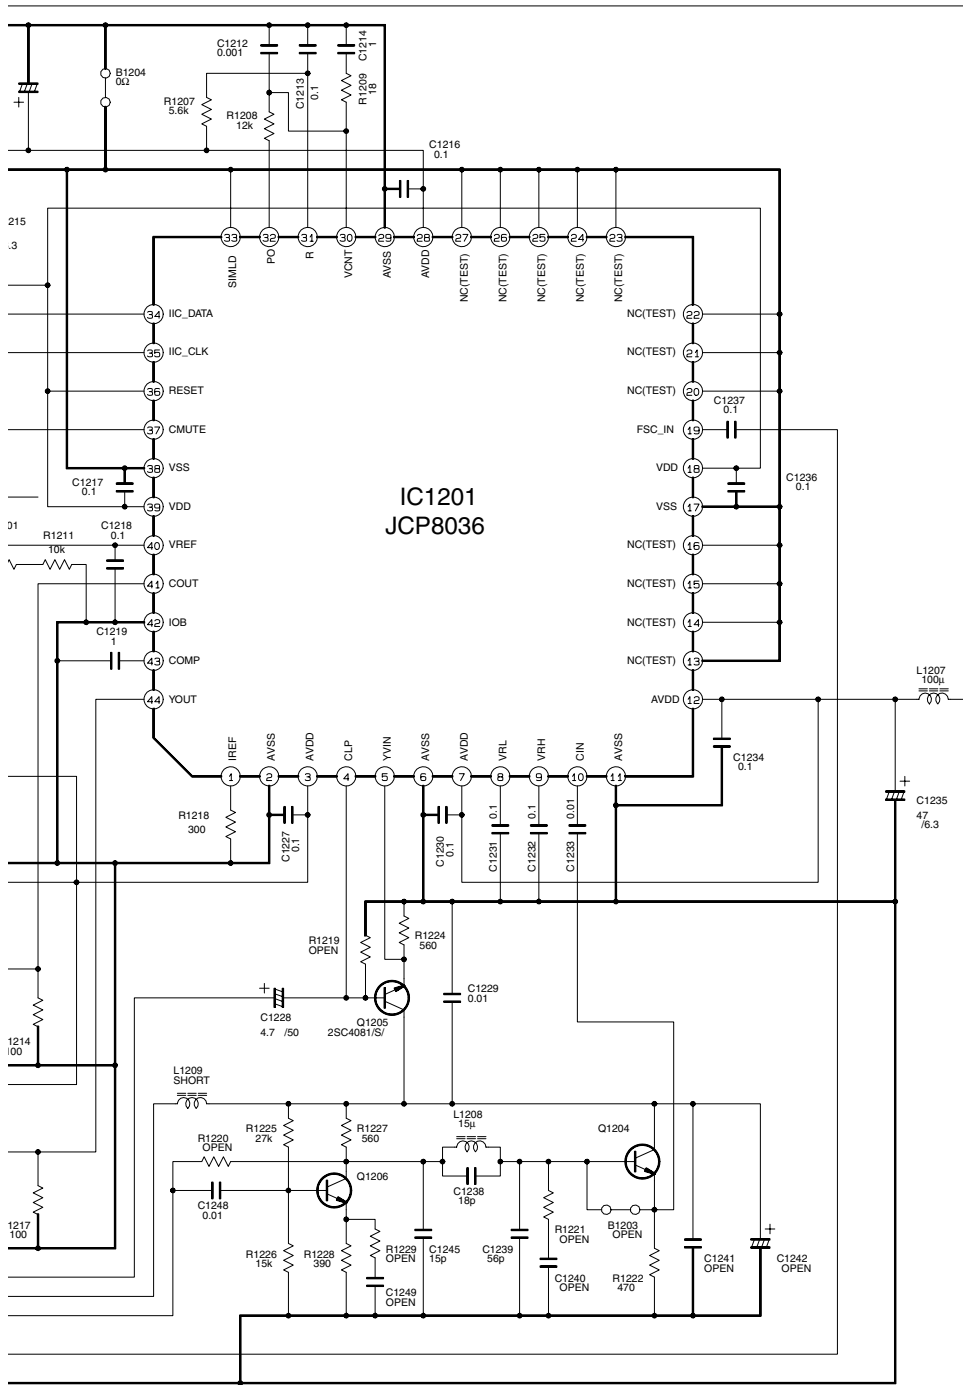 C1212
0.001
C1214
1
B1204
0Ω
C1213
0.1
R1209
18
R1207
5.6k
R1208
12k
+
C1216
0.1
215
.3
33
32
31
30
29
28
27
26
25
24
23
SIMLD
PO
R
VCNT
AVSS
AVDD
NC(TEST)
NC(TEST)
NC(TEST)
NC(TEST)
NC(TEST)
34 IIC_DATA
NC(TEST) 22
35 IIC_CLK
NC(TEST) 21
36 RESET
NC(TEST) 20
C1237
0.1
37 CMUTE
FSC_IN 19
38 VSS
VDD 18
C1217
0.1
C1236
0.1
IC1201
JCP8036
39 VDD
VSS 17
01
R1211
10k
C1218
0.1
40 VREF
NC(TEST) 16
41 COUT
NC(TEST) 15
42 IOB
NC(TEST) 14
C1219
1
43 COMP
NC(TEST) 13
44 YOUT
AVDD 12
L1207
100µ
IREF
AVSS
AVDD
CLP
YVIN
AVSS
AVDD
VRL
VRH
CIN
AVSS
1
2
3
4
5
6
7
8
9
10
11
C1234
0.1
+
C1235
47
/6.3
R1218
300
C1227
0.1
C1230
0.1
C1231
0.1
C1232
0.1
C1233
0.01
R1219
OPEN
R1224
560
+
C1228
4.7 /50
Q1205
2SC4081/S/
C1229
0.01
1214
100
L1209
SHORT
R1225
27k
R1227
560
L1208
15µ
Q1204
R1220
OPEN
C1248
0.01
Q1206
C1238
18p
1217
100
R1226
15k
R1228
390
R1229
OPEN
C1249
OPEN
C1245
15p
C1239
56p
R1221
OPEN
C1240
OPEN
B1203
OPEN
R1222
470
C1241
OPEN
+
C1242
OPEN